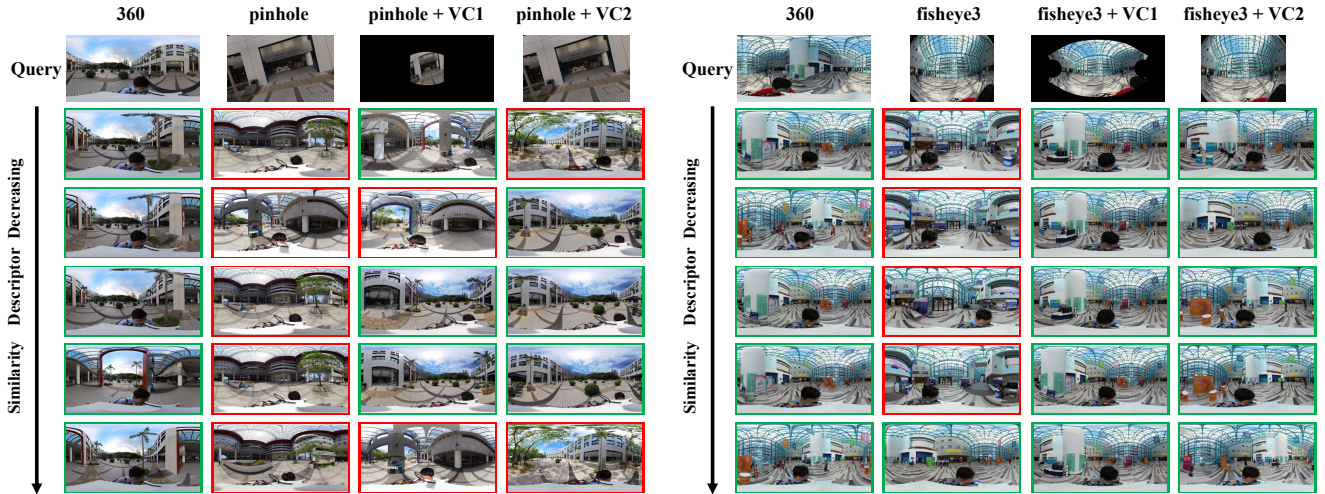 360 pinhole pinhole + VC1 pinhole + VC2 360 fisheye3 fisheye3 + VC1 fisheye3 + VC2
Query Query
Descriptor Decreasing
Similarity
Descriptor Decreasing
Similarity